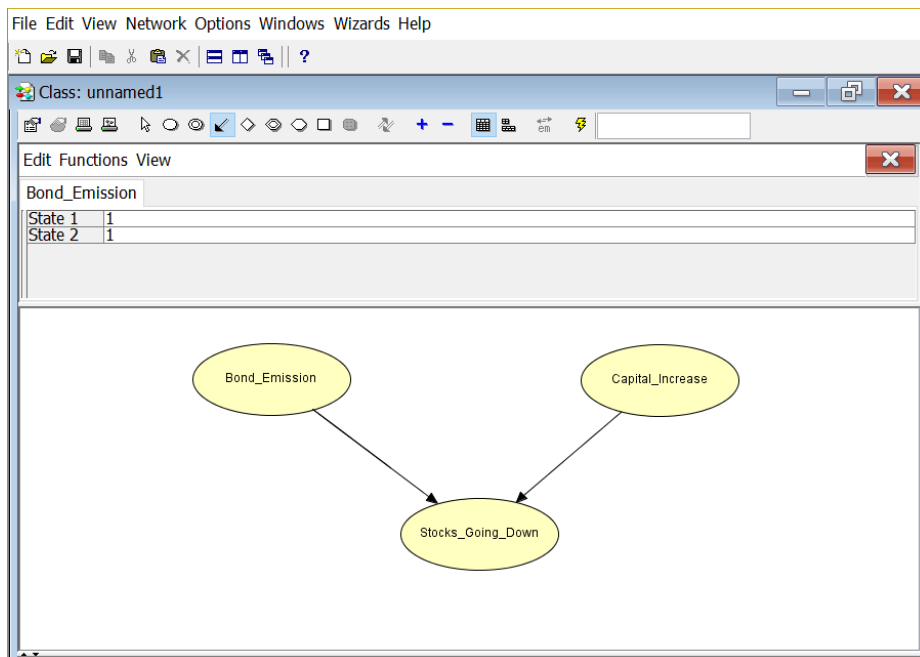 File Edit View Network Options Windows Wizards Help
?
Class: unnamed1
em
Edit Functions View
Bond_Emission
State 1 1
State 2 1
Bond_Emission Capital_Increase
Stocks_Going_Down